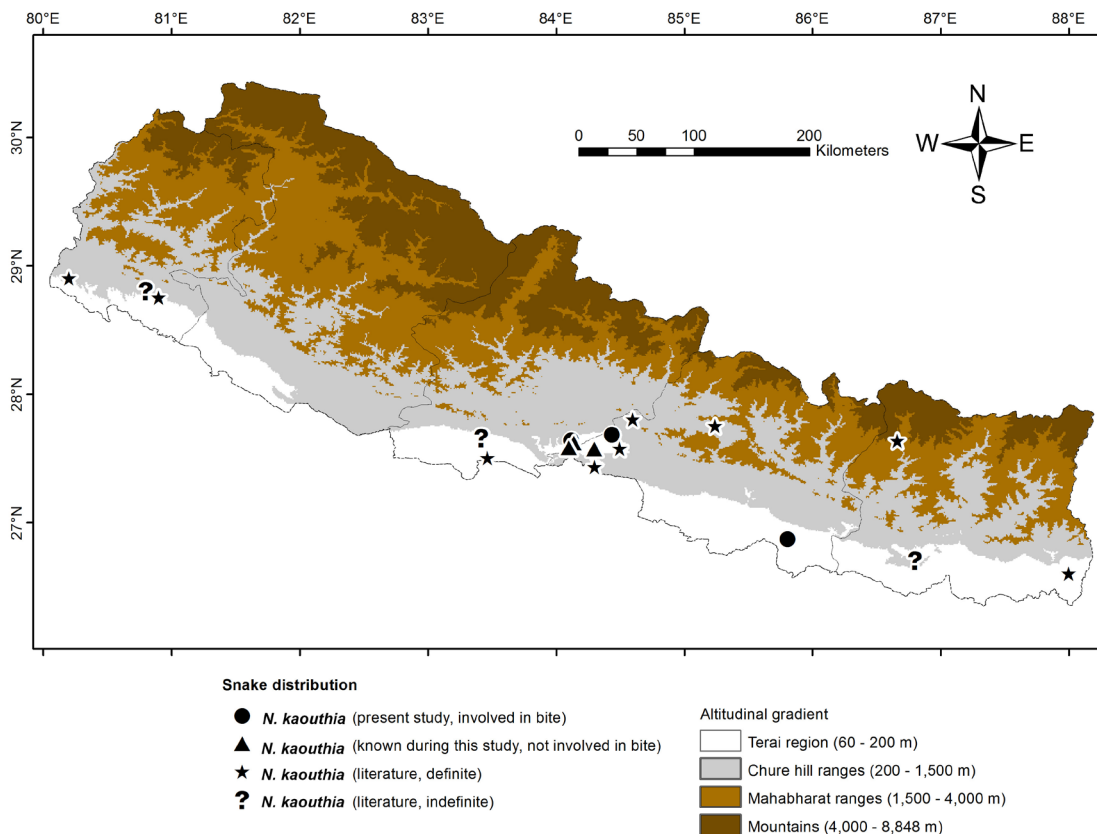 80°E 81°E 82°E 83°E 84°E 85°E 86°E 87°E 88°E
30°N
29°N
28°N
27°N
N
W E
S
0 25 50 100 200
Kilometers
?
?
?
Snake distribution
N. kaouthia (present study, involved in bite)
N. kaouthia (known during this study, not involved in bite)
N. kaouthia (literature, definite)
? N. kaouthia (literature, indefinite)
Altitudinal gradient
Terai region (60 - 200 m)
Chure hill ranges (200 - 1,500 m)
Mahabharat ranges (1,500 - 4,000 m)
Mountains (4,000 - 8,848 m)